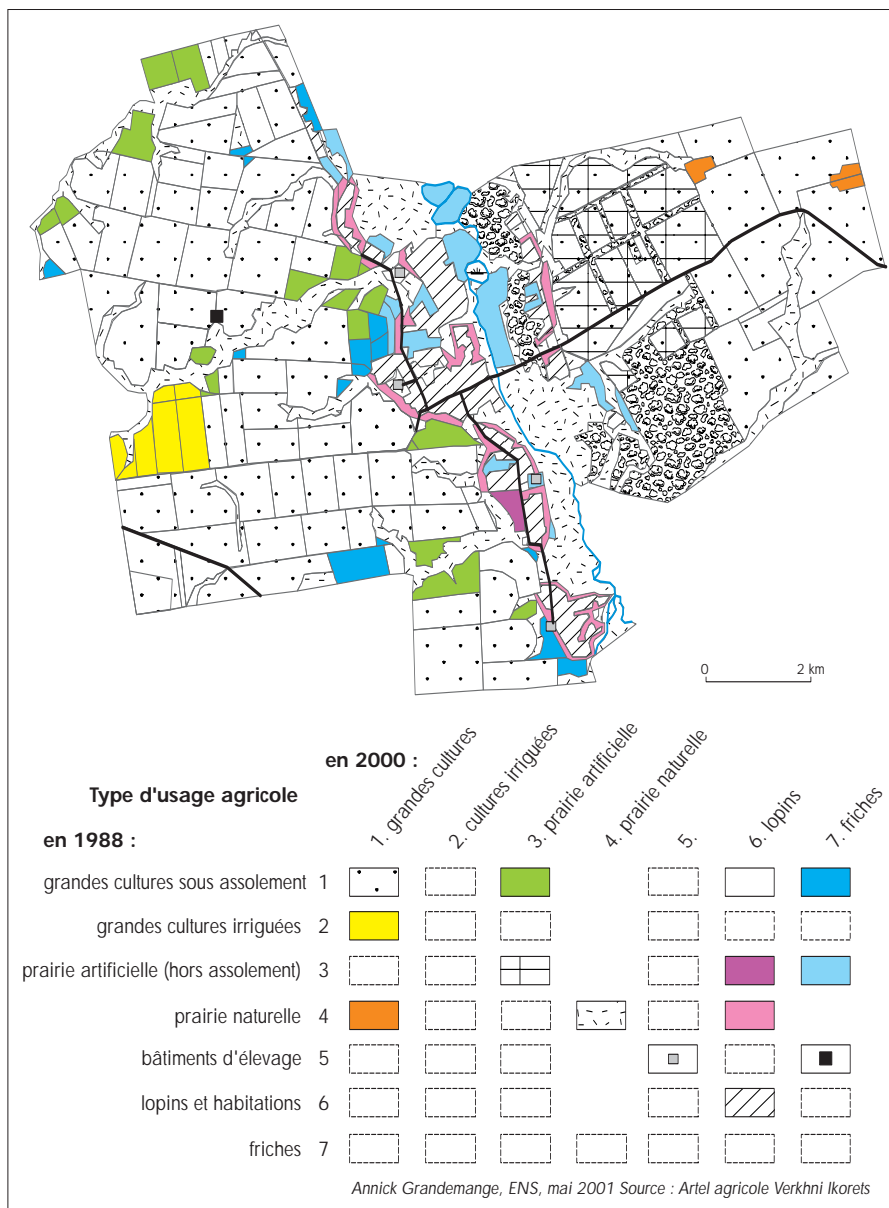 0 2 km
en 2000 :
Type d'usage agricole
1. grandes cultures
2. cultures irriguées
3. prairie artificielle
4. prairie naturelle
5.
6. lopins
7. friches
en 1988 :
grandes cultures sous assolement 1
grandes cultures irriguées 2
prairie artificielle (hors assolement) 3
prairie naturelle 4
bâtiments d'élevage 5
lopins et habitations 6
friches 7
Annick Grandemange, ENS, mai 2001 Source : Artel agricole Verkhni Ikorets